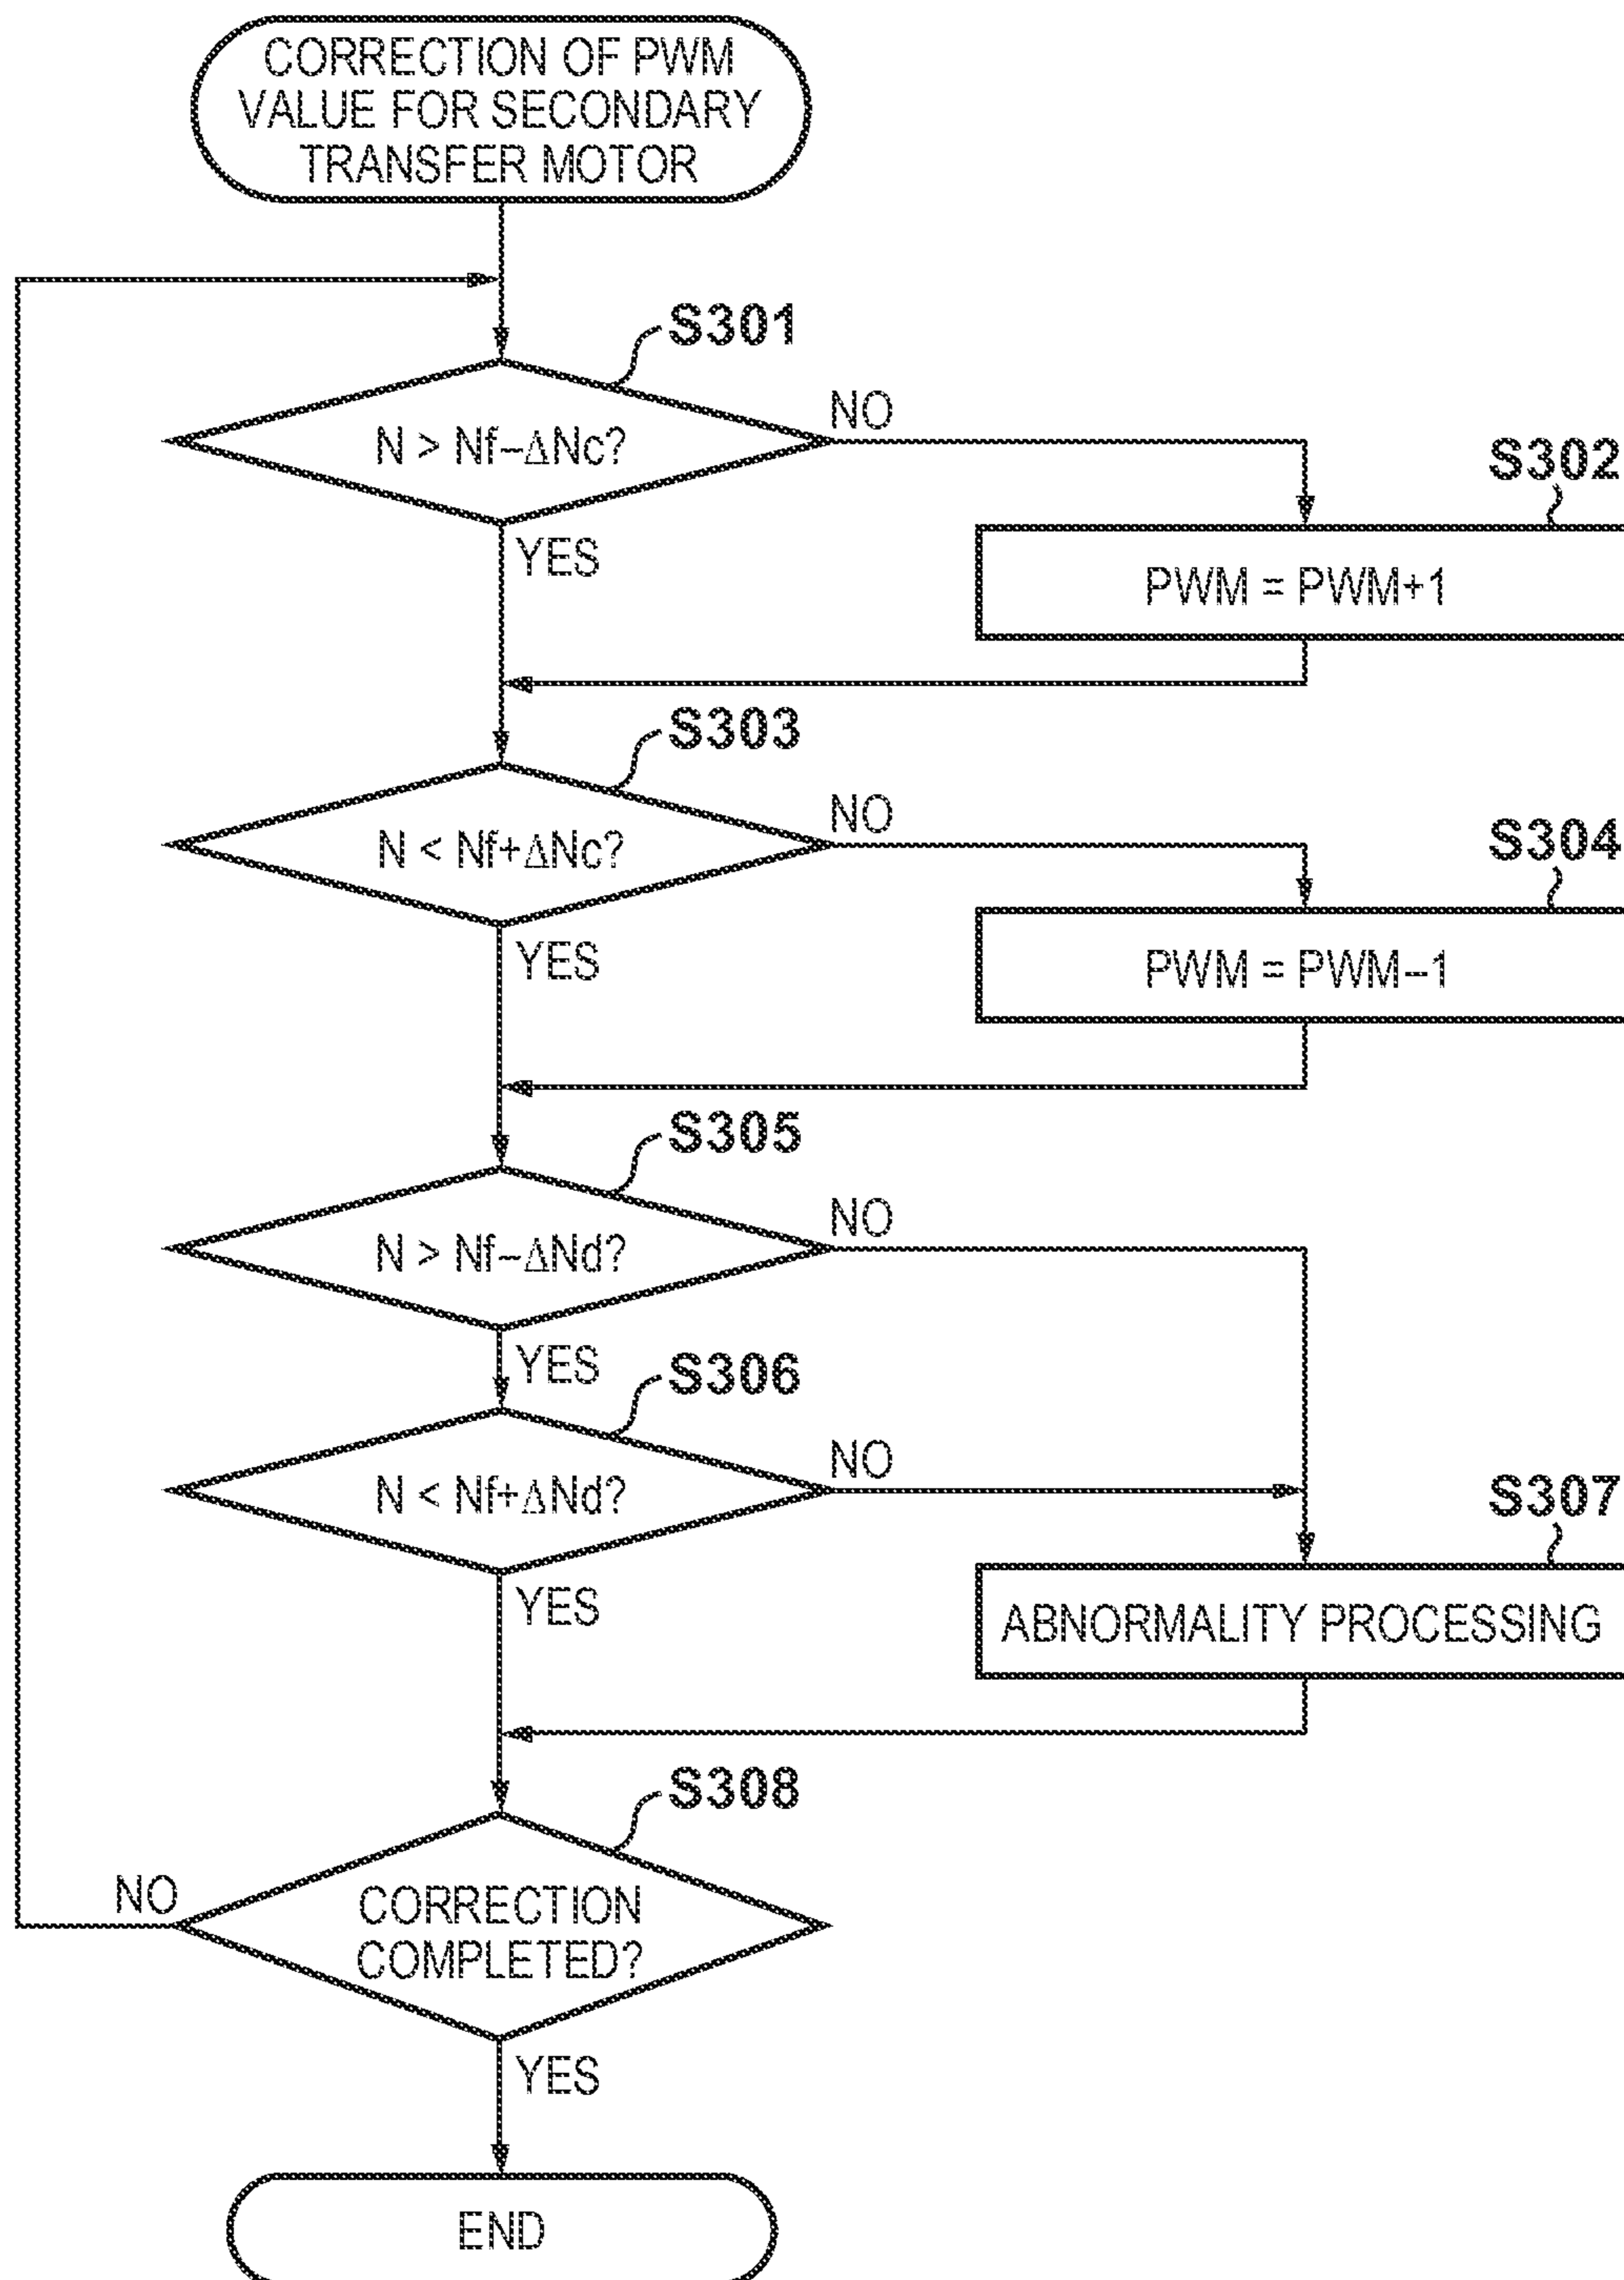 CORRECTION OF PWM
VALUE FOR SECONDARY
TRANSFER MOTOR
S301
N > Nf−ΔNc?
NO
YES
S302
PWM = PWM+1
S303
N < Nf+ΔNc?
NO
YES
S304
PWM = PWM−1
S305
N > Nf−ΔNd?
NO
YES
S306
N < Nf+ΔNd?
NO
YES
S307
ABNORMALITY PROCESSING
S308
CORRECTION
COMPLETED?
NO
YES
END